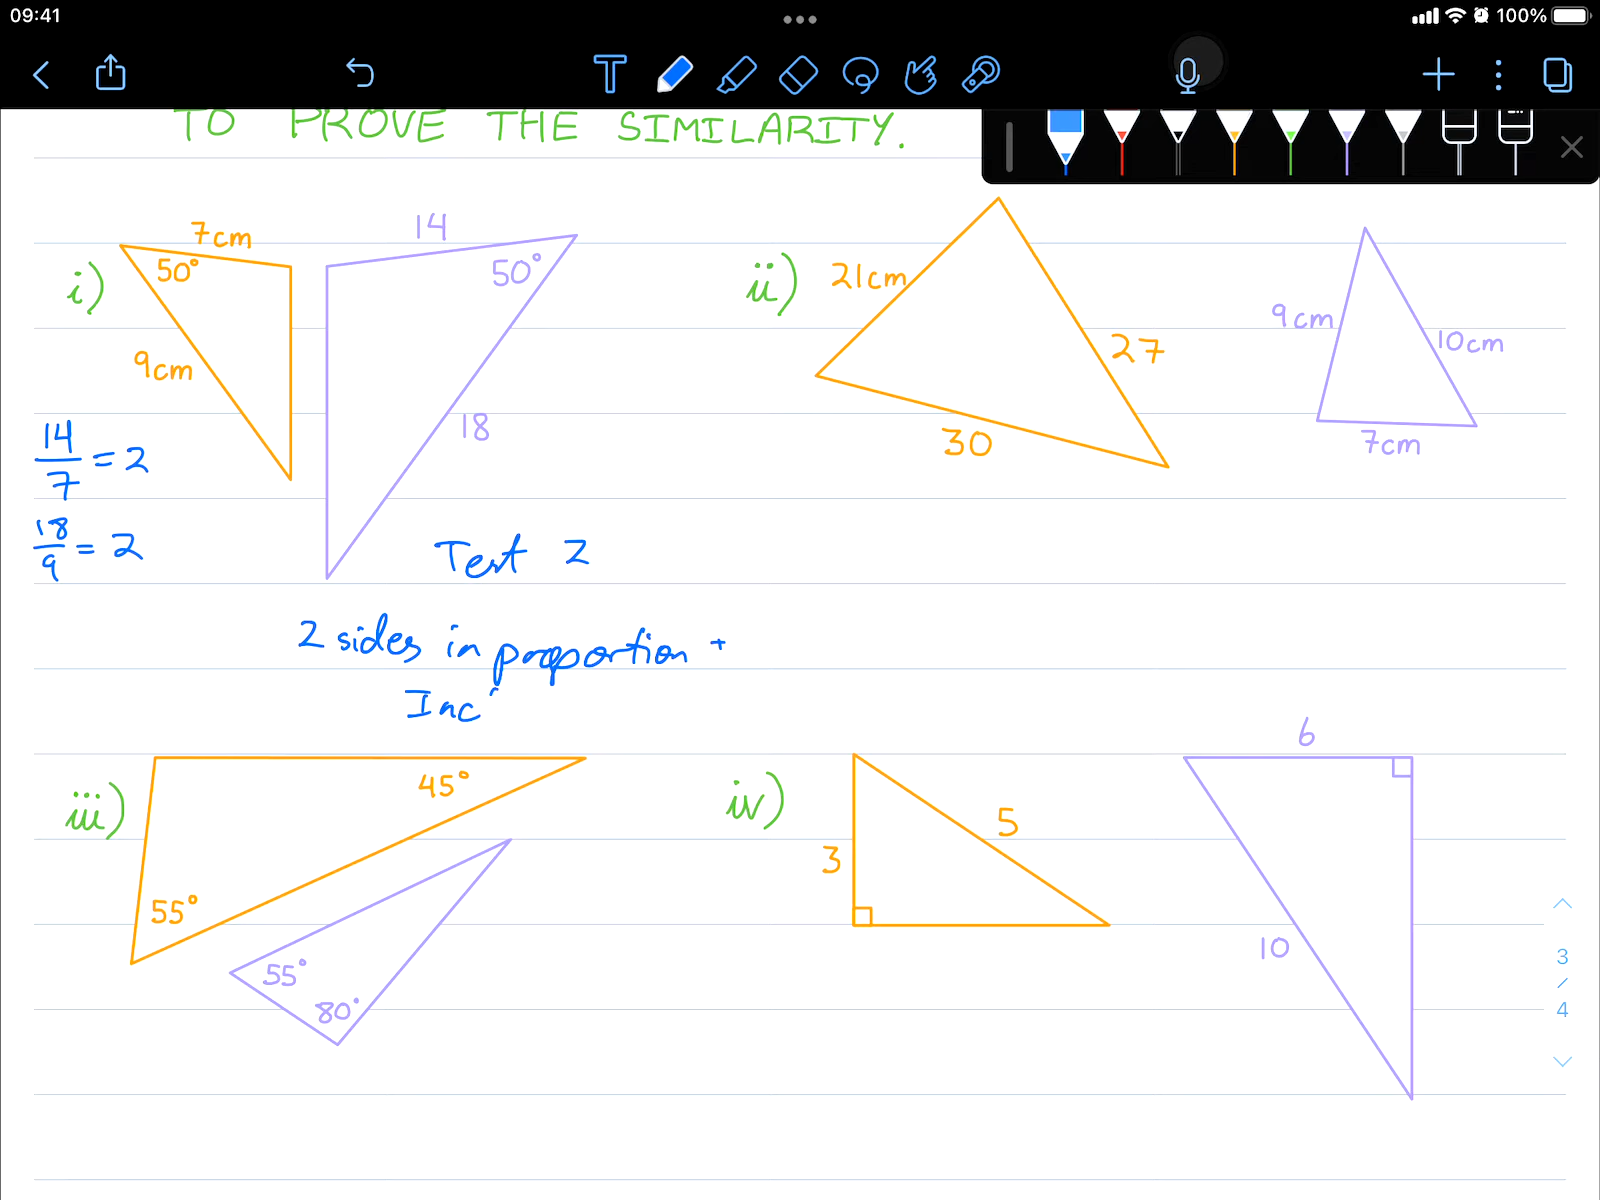 09:41
100%
TO PROVE THE SIMILARITY.
i)
7cm
50°
9cm
14
50°
18
14/7 = 2
18/9 = 2
Test 2
2 sides in proportion +
Inc
ii)
21cm
27
30
9cm
10cm
7cm
iii)
45°
55°
55°
80°
iv)
3
5
6
10
3
/
4